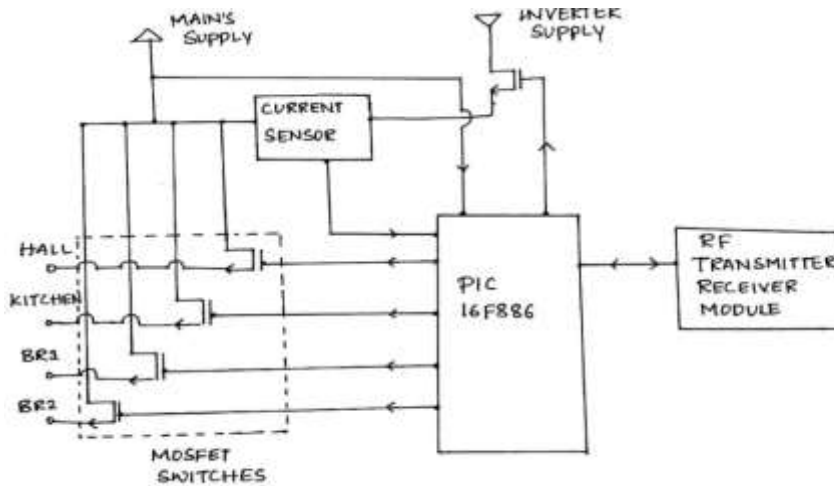 MAIN'S
SUPPLY
INVERTER
SUPPLY
CURRENT
SENSOR
HALL
KITCHEN
BR1
BR2
MOSFET
SWITCHES
PIC
16F886
RF
TRANSMITTER
RECEIVER
MODULE